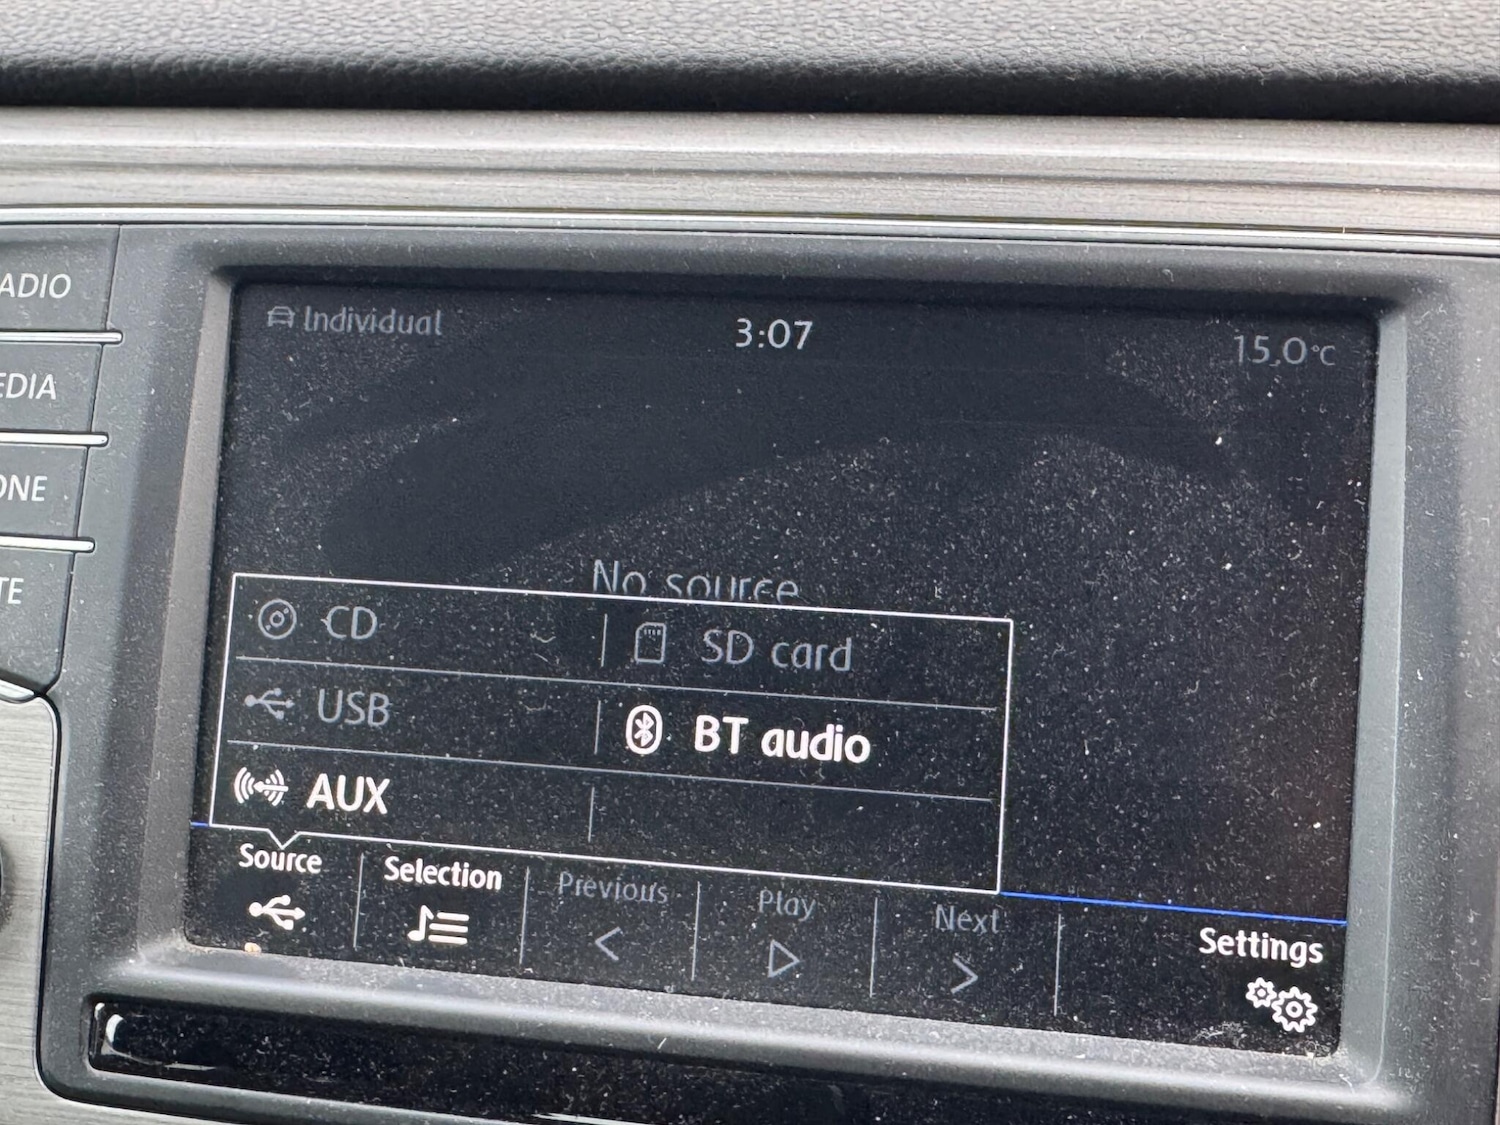 ADIO
EDIA
ONE
TE
Individual
3:07
15.0°C
No source
CD
SD card
USB
BT audio
AUX
Source
Selection
Previous
Play
Next
Settings